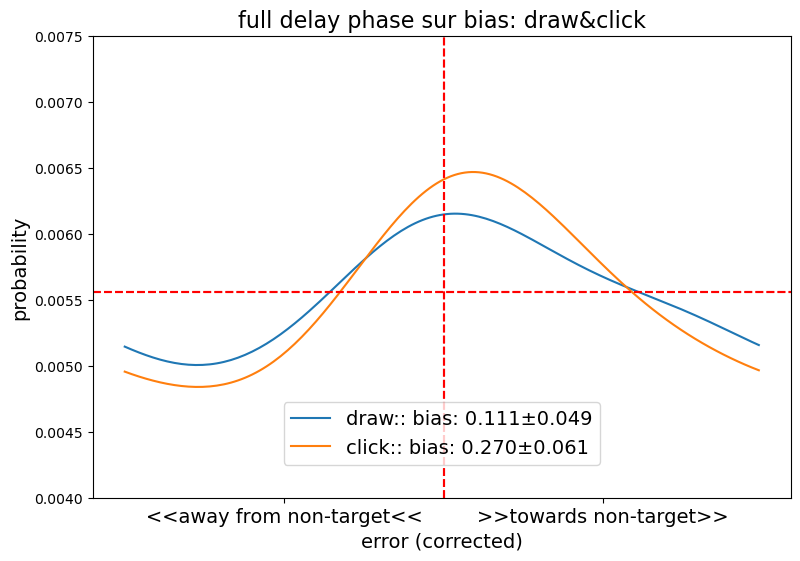 full delay phase sur bias: draw&click
probability
0.0075
0.0070
0.0065
0.0060
0.0055
0.0050
0.0045
0.0040
draw:: bias: 0.111±0.049
click:: bias: 0.270±0.061
<<away from non-target<<
>>towards non-target>>
error (corrected)